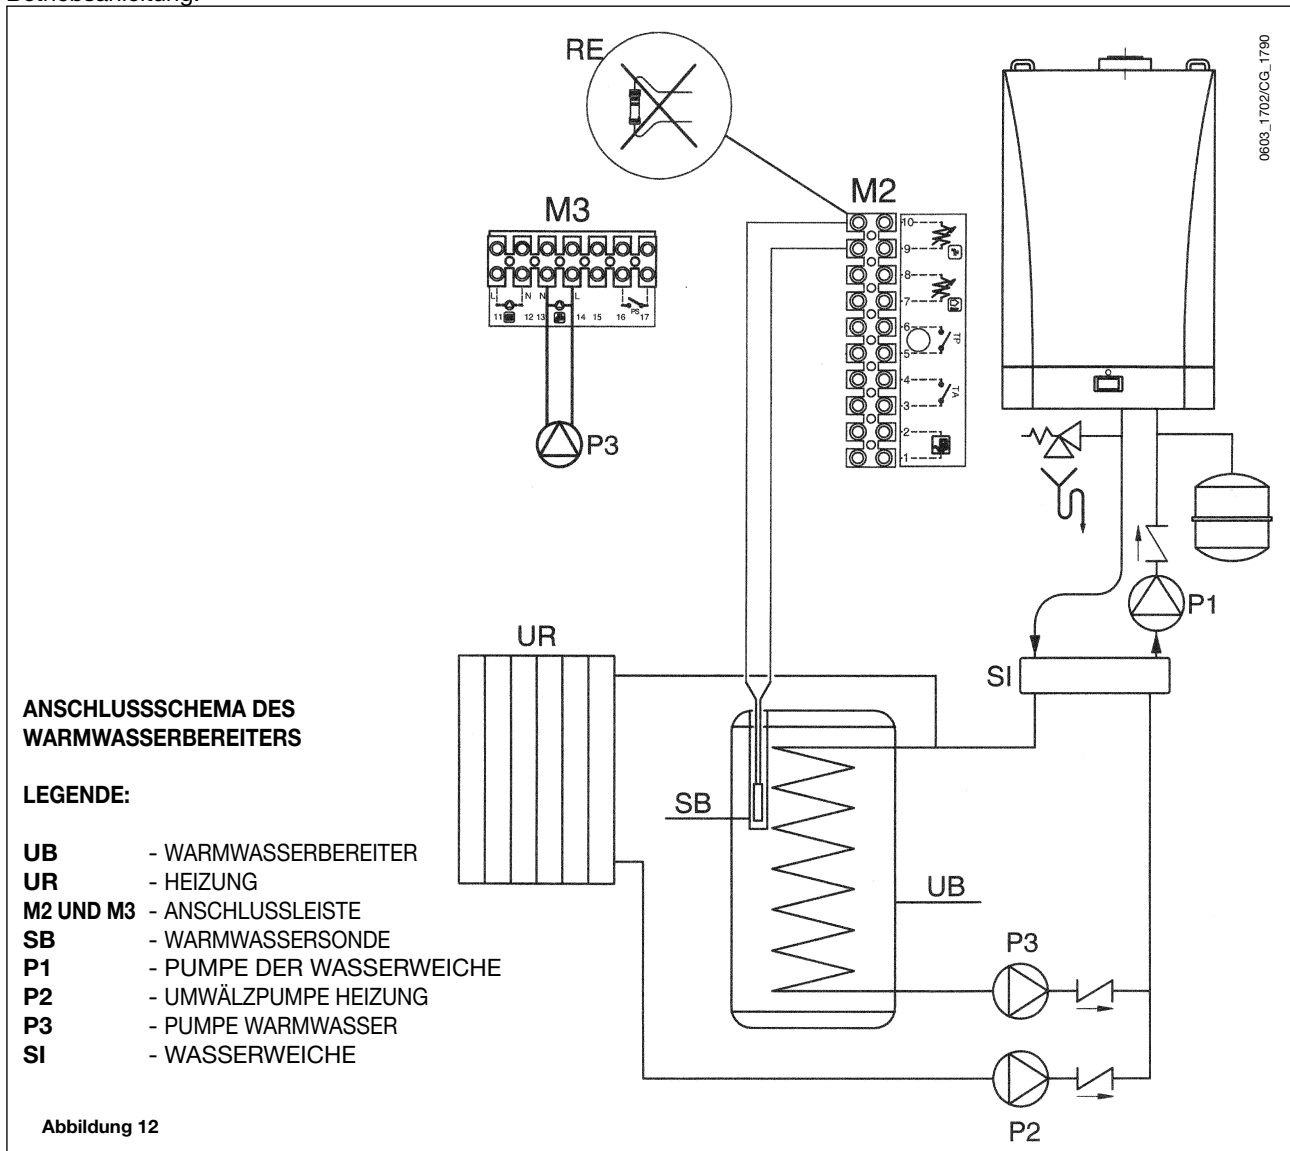 Betriebsanleitung.
RE
0603_1702/CG_1790
M2
M3
10
9
8
7
6
5
4
3
2
1
TP
TA
L N N L
11 12 13 14 15 16 17
PS
P3
P1
UR
SI
ANSCHLUSSSCHEMA DES
WARMWASSERBEREITERS
LEGENDE:
SB
UB - WARMWASSERBEREITER
UR - HEIZUNG
M2 UND M3 - ANSCHLUSSLEISTE
SB - WARMWASSERSONDE
P1 - PUMPE DER WASSERWEICHE
P2 - UMWÄLZPUMPE HEIZUNG
P3 - PUMPE WARMWASSER
SI - WASSERWEICHE
UB
P3
P2
Abbildung 12